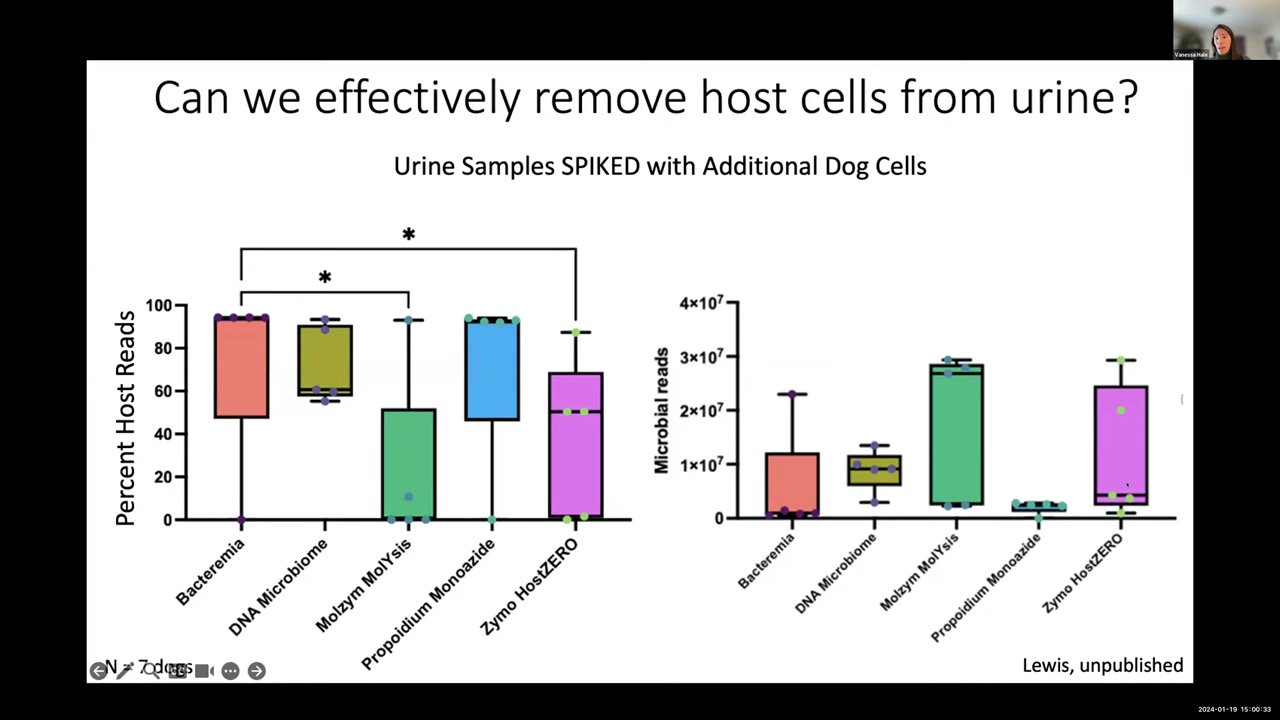 Vanessa Hale
Can we effectively remove host cells from urine?
Urine Samples SPIKED with Additional Dog Cells
*
*
Percent Host Reads
100
80
60
40
20
0
Bacteremia
DNA Microbiome
Molzym MolYsis
Propoidium Monoazide
Zymo HostZERO
Microbial reads
4×10⁷
3×10⁷
2×10⁷
1×10⁷
0
Bacteremia
DNA Microbiome
Molzym MolYsis
Propoidium Monoazide
Zymo HostZERO
N = 7 dogs
Lewis, unpublished
2024-01-19 15:00:33